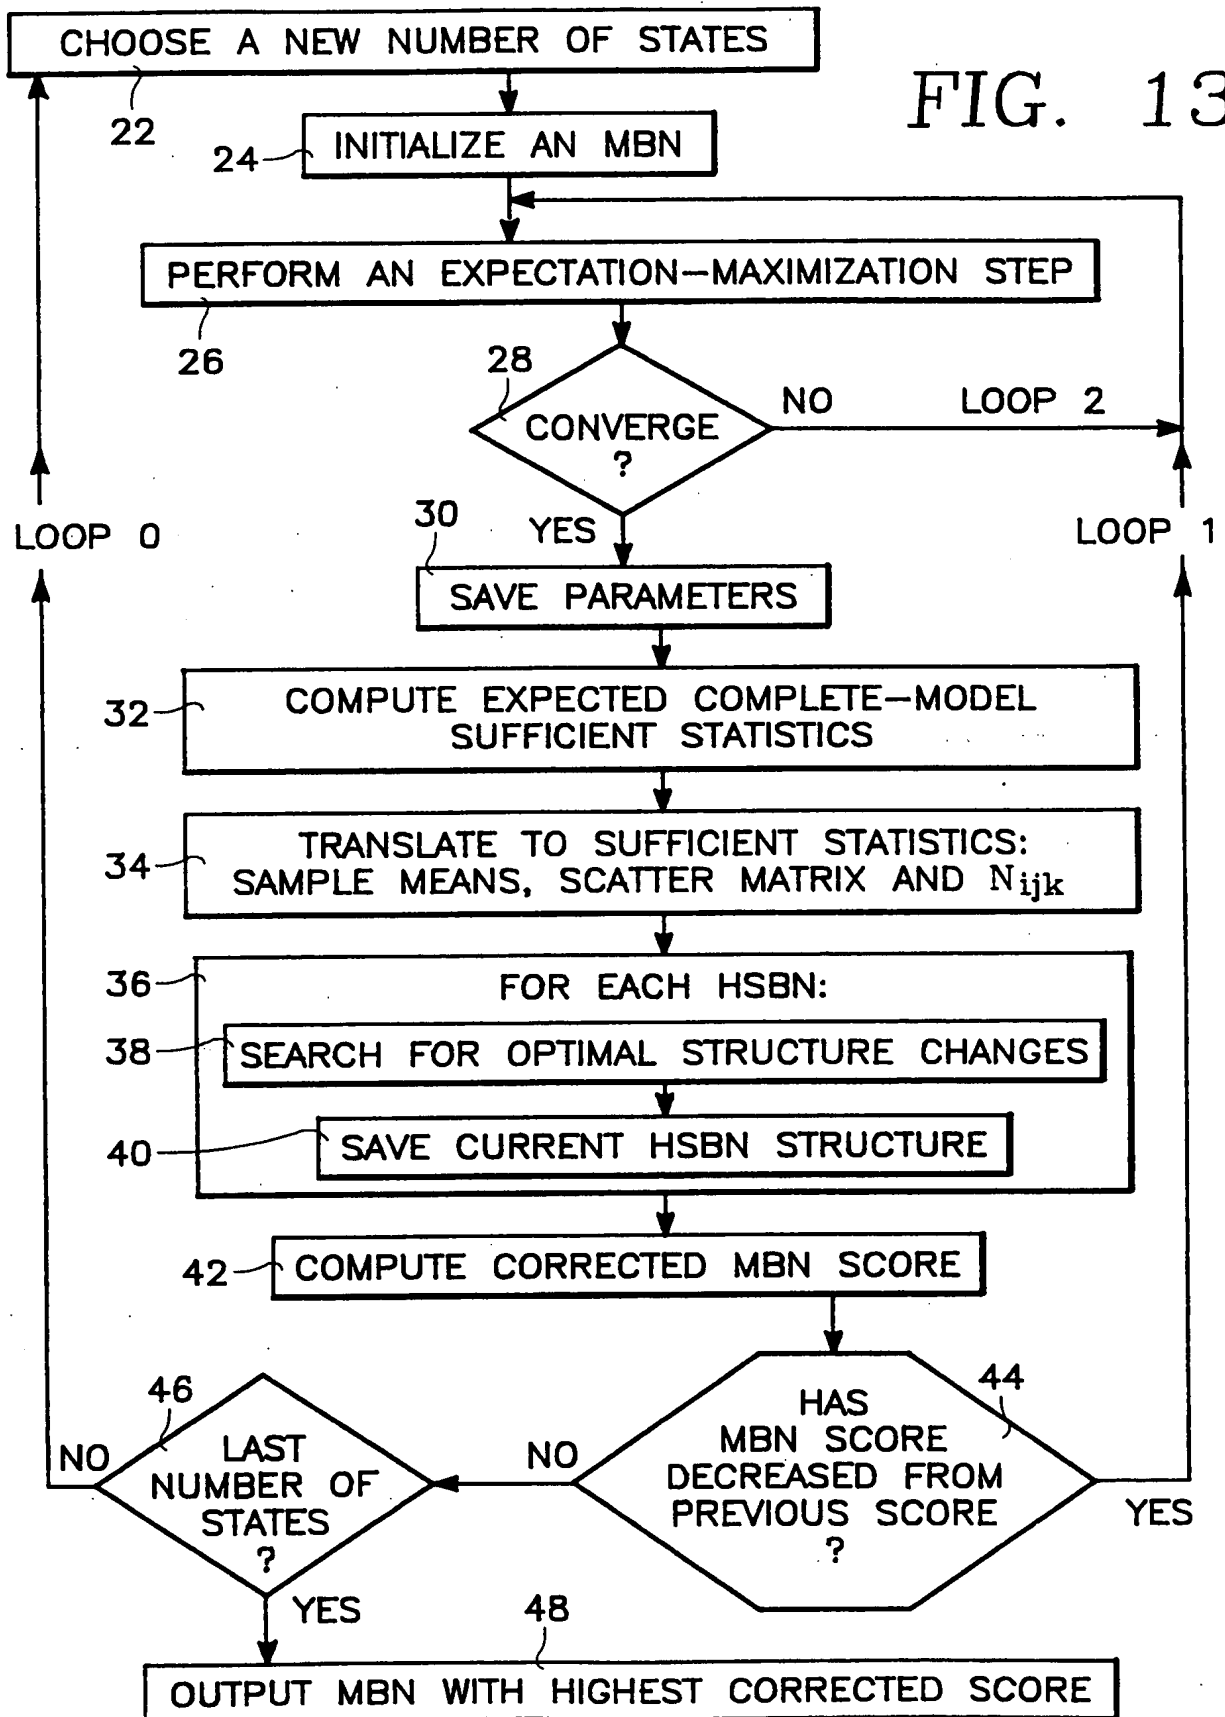 CHOOSE A NEW NUMBER OF STATES
FIG. 13
22
24
INITIALIZE AN MBN
PERFORM AN EXPECTATION-MAXIMIZATION STEP
26
28
CONVERGE
?
NO
LOOP 2
YES
LOOP 0
LOOP 1
30
SAVE PARAMETERS
32
COMPUTE EXPECTED COMPLETE-MODEL
SUFFICIENT STATISTICS
34
TRANSLATE TO SUFFICIENT STATISTICS:
SAMPLE MEANS, SCATTER MATRIX AND Nijk
36
FOR EACH HSBN:
38
SEARCH FOR OPTIMAL STRUCTURE CHANGES
40
SAVE CURRENT HSBN STRUCTURE
42
COMPUTE CORRECTED MBN SCORE
44
HAS
MBN SCORE
DECREASED FROM
PREVIOUS SCORE
?
YES
NO
46
LAST
NUMBER OF
STATES
?
NO
YES
48
OUTPUT MBN WITH HIGHEST CORRECTED SCORE